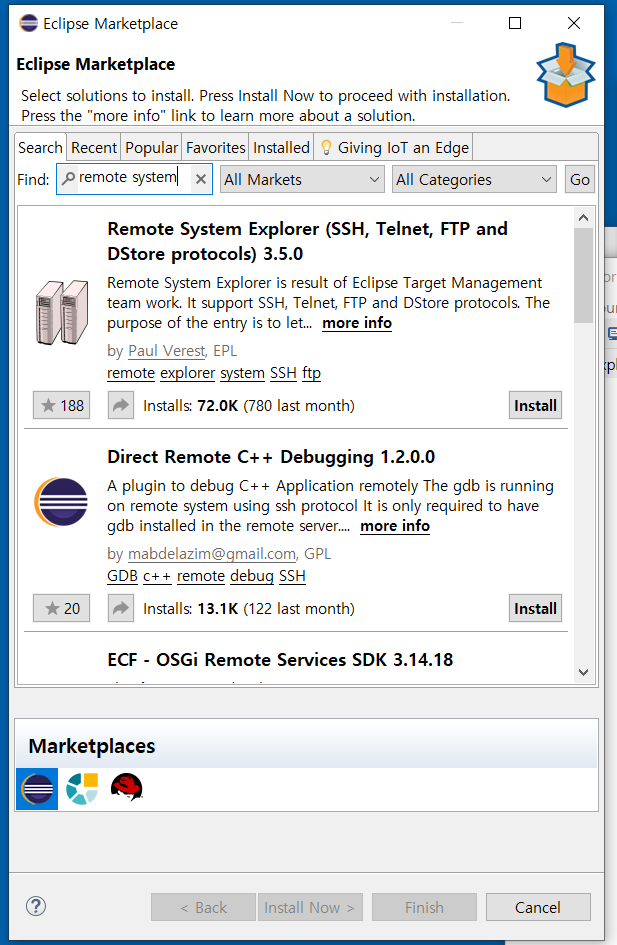 Eclipse Marketplace
Eclipse Marketplace
Select solutions to install. Press Install Now to proceed with installation.
Press the "more info" link to learn more about a solution.
Search Recent Popular Favorites Installed Giving IoT an Edge
Find: remote system All Markets All Categories Go
Remote System Explorer (SSH, Telnet, FTP and
DStore protocols) 3.5.0
Remote System Explorer is result of Eclipse Target Management
team work. It support SSH, Telnet, FTP and DStore protocols. The
purpose of the entry is to let... more info
by Paul Verest, EPL
remote explorer system SSH ftp
188 Installs: 72.0K (780 last month) Install
Direct Remote C++ Debugging 1.2.0.0
A plugin to debug C++ Application remotely The gdb is running
on remote system using ssh protocol It is only required to have
gdb installed in the remote server.... more info
by mabdelazim@gmail.com, GPL
GDB c++ remote debug SSH
20 Installs: 13.1K (122 last month) Install
ECF - OSGi Remote Services SDK 3.14.18
Marketplaces
? < Back Install Now > Finish Cancel